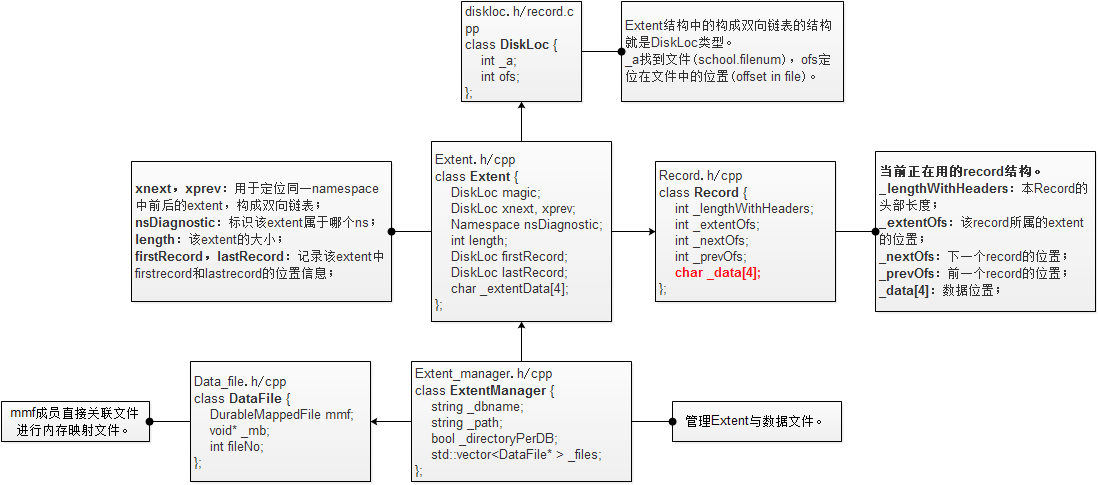 diskloc.h/record.c
pp
class DiskLoc {
int _a;
int ofs;
};
Extent结构中的构成双向链表的结构
就是DiskLoc类型。
_a找到文件(school.filenum)，ofs定
位在文件中的位置(offset in file)。
xnext，xprev：用于定位同一namespace
中前后的extent，构成双向链表；
nsDiagnostic：标识该extent属于哪个ns；
length：该extent的大小；
firstRecord，lastRecord：记录该extent中
firstrecord和lastrecord的位置信息；
Extent.h/cpp
class Extent {
DiskLoc magic;
DiskLoc xnext, xprev;
Namespace nsDiagnostic;
int length;
DiskLoc firstRecord;
DiskLoc lastRecord;
char _extentData[4];
};
Record.h/cpp
class Record {
int _lengthWithHeaders;
int _extentOfs;
int _nextOfs;
int _prevOfs;
char _data[4];
};
当前正在用的record结构。
_lengthWithHeaders：本Record的
头部长度；
_extentOfs：该record所属的extent
的位置；
_nextOfs：下一个record的位置；
_prevOfs：前一个record的位置；
_data[4]：数据位置；
mmf成员直接关联文件
进行内存映射文件。
Data_file.h/cpp
class DataFile {
DurableMappedFile mmf;
void* _mb;
int fileNo;
};
Extent_manager.h/cpp
class ExtentManager {
string _dbname;
string _path;
bool _directoryPerDB;
std::vector<DataFile* > _files;
};
管理Extent与数据文件。